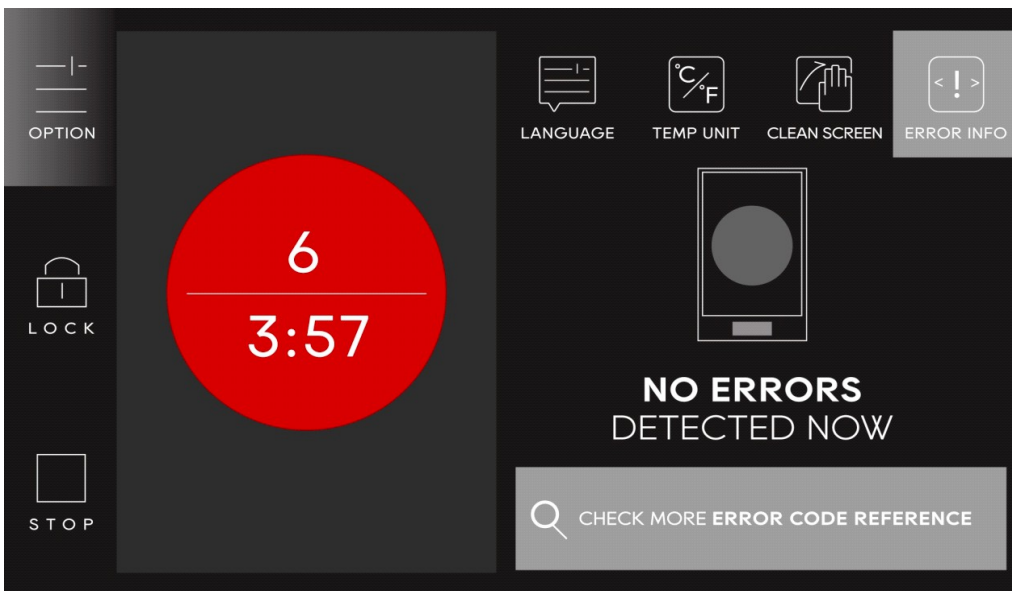 OPTION
LOCK
STOP
6
3:57
LANGUAGE
TEMP UNIT
CLEAN SCREEN
ERROR INFO
°C/°F
< ! >
NO ERRORS
DETECTED NOW
CHECK MORE ERROR CODE REFERENCE